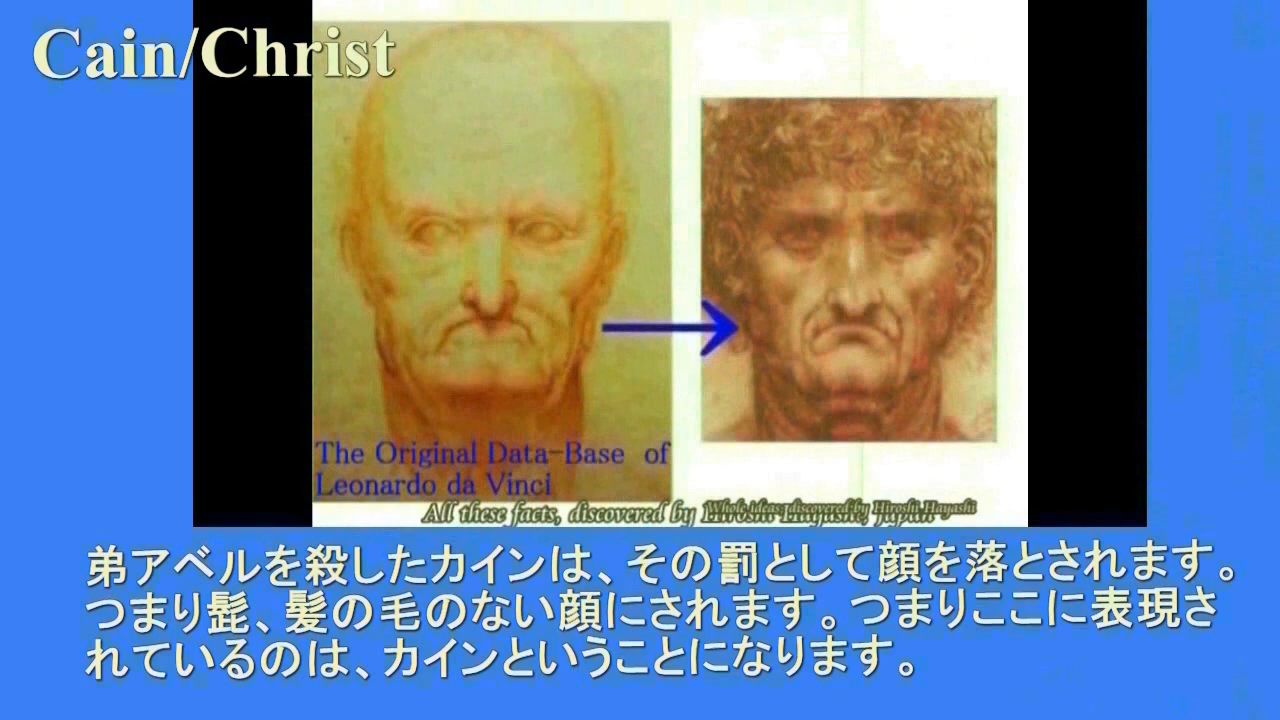 Cain/Christ
The Original Data-Base of
Leonardo da Vinci
All these facts, discovered by Hiroshi Hayashi, Japan
Whole ideas discovered by Hiroshi Hayashi
弟アベルを殺したカインは、その罰として顔を落とされます。
つまり髭、髪の毛のない顔にされます。つまりここに表現さ
れているのは、カインということになります。